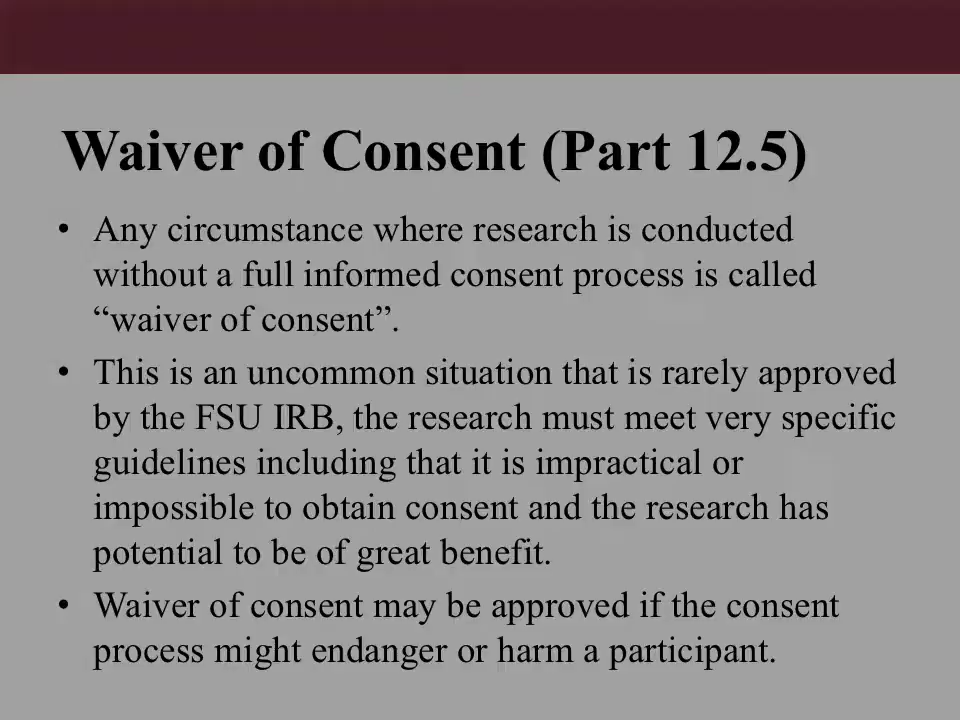 Waiver of Consent (Part 12.5)
• Any circumstance where research is conducted
without a full informed consent process is called
“waiver of consent”.
• This is an uncommon situation that is rarely approved
by the FSU IRB, the research must meet very specific
guidelines including that it is impractical or
impossible to obtain consent and the research has
potential to be of great benefit.
• Waiver of consent may be approved if the consent
process might endanger or harm a participant.